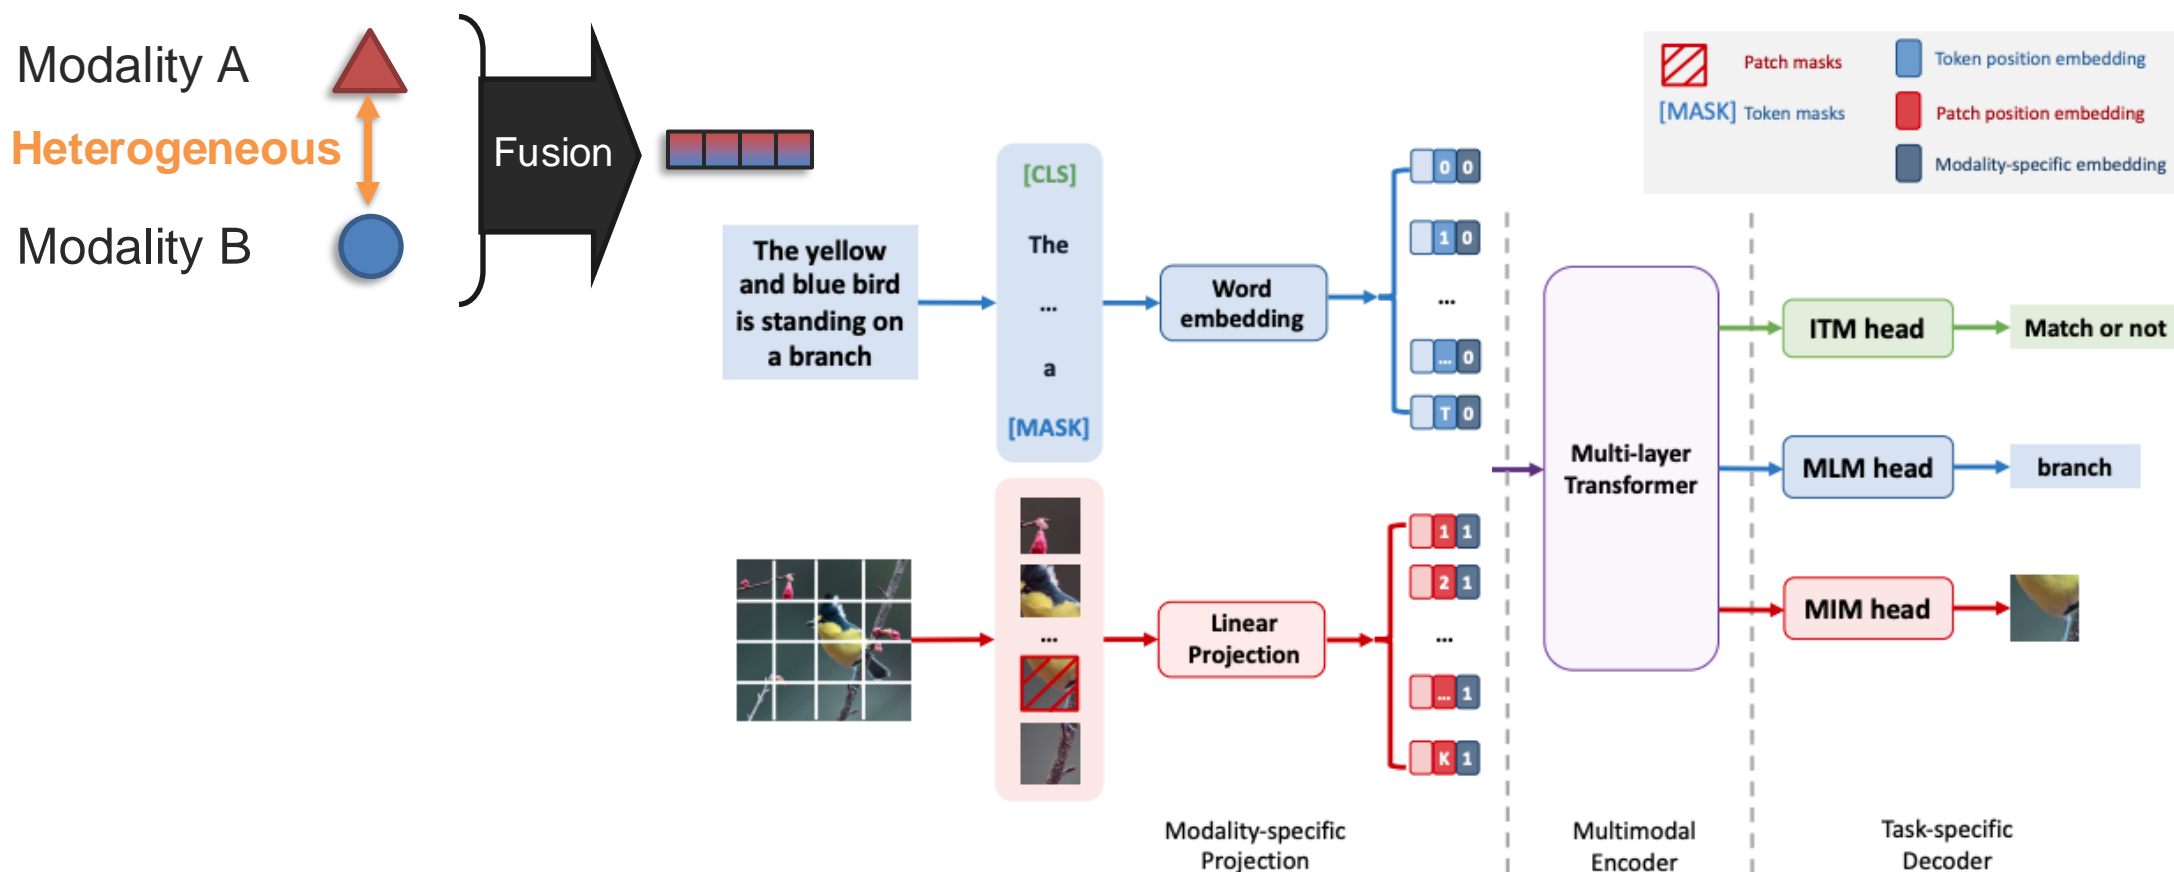 Modality A
Heterogeneous
Modality B
Fusion
Patch masks
[MASK] Token masks
Token position embedding
Patch position embedding
Modality-specific embedding
The yellow
and blue bird
is standing on
a branch
[CLS]
The
...
a
[MASK]
Word
embedding
0 0
1 0
...
... 0
T 0
...
Linear
Projection
1 1
2 1
...
... 1
K 1
Multi-layer
Transformer
ITM head
Match or not
MLM head
branch
MIM head
Modality-specific
Projection
Multimodal
Encoder
Task-specific
Decoder